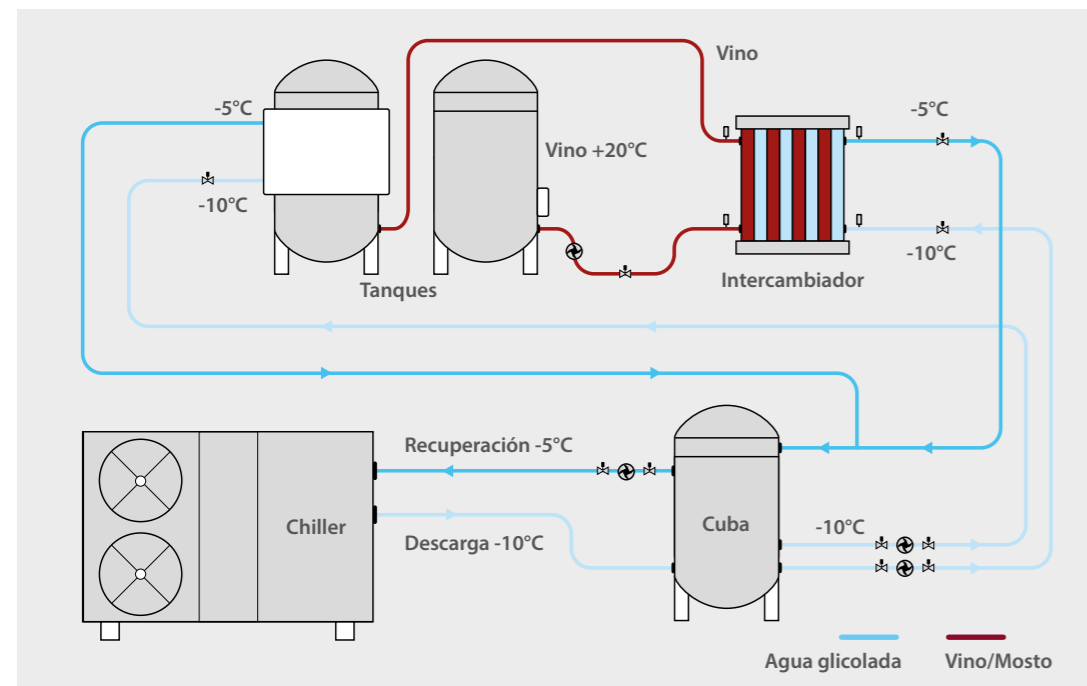 Vino
-5°C
-5°C
Vino +20°C
-10°C
-10°C
Tanques
Intercambiador
Recuperación -5°C
Chiller
Cuba
-10°C
Descarga -10°C
Agua glicolada
Vino/Mosto